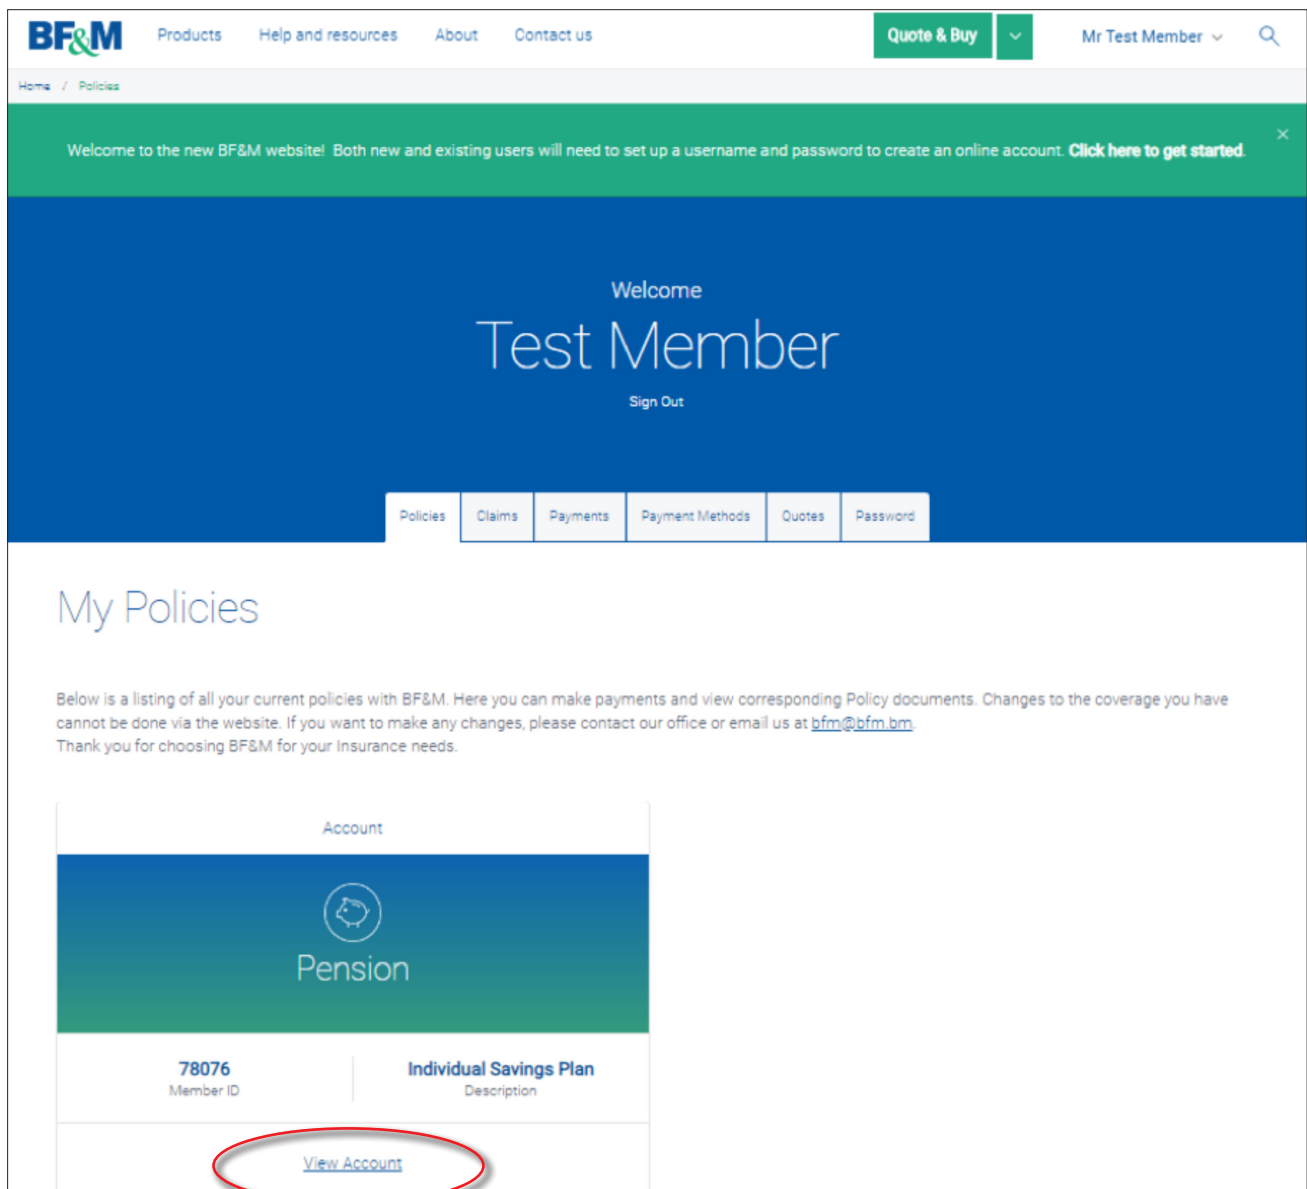 BF&M Products Help and resources About Contact us Quote & Buy Mr Test Member
Home / Policies
Welcome to the new BF&M website! Both new and existing users will need to set up a username and password to create an online account. Click here to get started.
Welcome
Test Member
Sign Out
Policies Claims Payments Payment Methods Quotes Password
My Policies
Below is a listing of all your current policies with BF&M. Here you can make payments and view corresponding Policy documents. Changes to the coverage you have
cannot be done via the website. If you want to make any changes, please contact our office or email us at bfm@bfm.bm.
Thank you for choosing BF&M for your Insurance needs.
Account
Pension
78076 Individual Savings Plan
Member ID Description
View Account